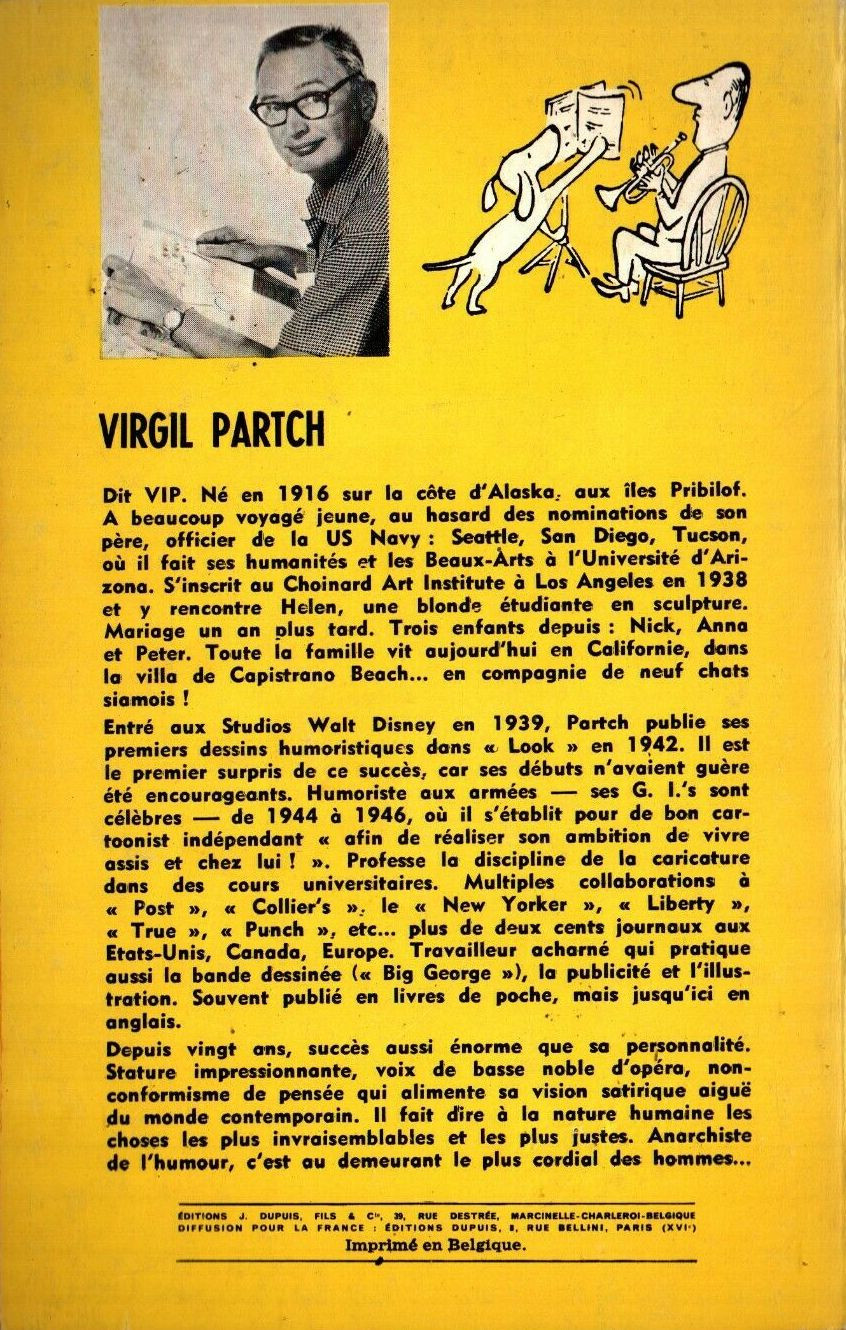 VIRGIL PARTCH
Dit VIP. Né en 1916 sur la côte d'Alaska, aux îles Pribilof.
A beaucoup voyagé jeune, au hasard des nominations de son
père, officier de la US Navy : Seattle, San Diego, Tucson,
où il fait ses humanités et les Beaux-Arts à l'Université d'Ari-
zona. S'inscrit au Choinard Art Institute à Los Angeles en 1938
et y rencontre Helen, une blonde étudiante en sculpture.
Mariage un an plus tard. Trois enfants depuis : Nick, Anna
et Peter. Toute la famille vit aujourd'hui en Californie, dans
la villa de Capistrano Beach... en compagnie de neuf chats
siamois !
Entré aux Studios Walt Disney en 1939, Partch publie ses
premiers dessins humoristiques dans « Look » en 1942. Il est
le premier surpris de ce succès, car ses débuts n'avaient guère
été encourageants. Humoriste aux armées — ses G. I.'s sont
célèbres — de 1944 à 1946, où il s'établit pour de bon car-
toonist indépendant « afin de réaliser son ambition de vivre
assis et chez lui ! ». Professe la discipline de la caricature
dans des cours universitaires. Multiples collaborations à
« Post », « Collier's », le « New Yorker », « Liberty »,
« True », « Punch », etc... plus de deux cents journaux aux
Etats-Unis, Canada, Europe. Travailleur acharné qui pratique
aussi la bande dessinée (« Big George »), la publicité et l'illus-
tration. Souvent publié en livres de poche, mais jusqu'ici en
anglais.
Depuis vingt ans, succès aussi énorme que sa personnalité.
Stature impressionnante, voix de basse noble d'opéra, non-
conformisme de pensée qui alimente sa vision satirique aiguë
du monde contemporain. Il fait dire à la nature humaine les
choses les plus invraisemblables et les plus justes. Anarchiste
de l'humour, c'est au demeurant le plus cordial des hommes...
ÉDITIONS J. DUPUIS, FILS & Cie, 39, RUE DESTRÉE, MARCINELLE-CHARLEROI-BELGIQUE
DIFFUSION POUR LA FRANCE : ÉDITIONS DUPUIS, 8, RUE BELLINI, PARIS (XVIe)
Imprimé en Belgique.